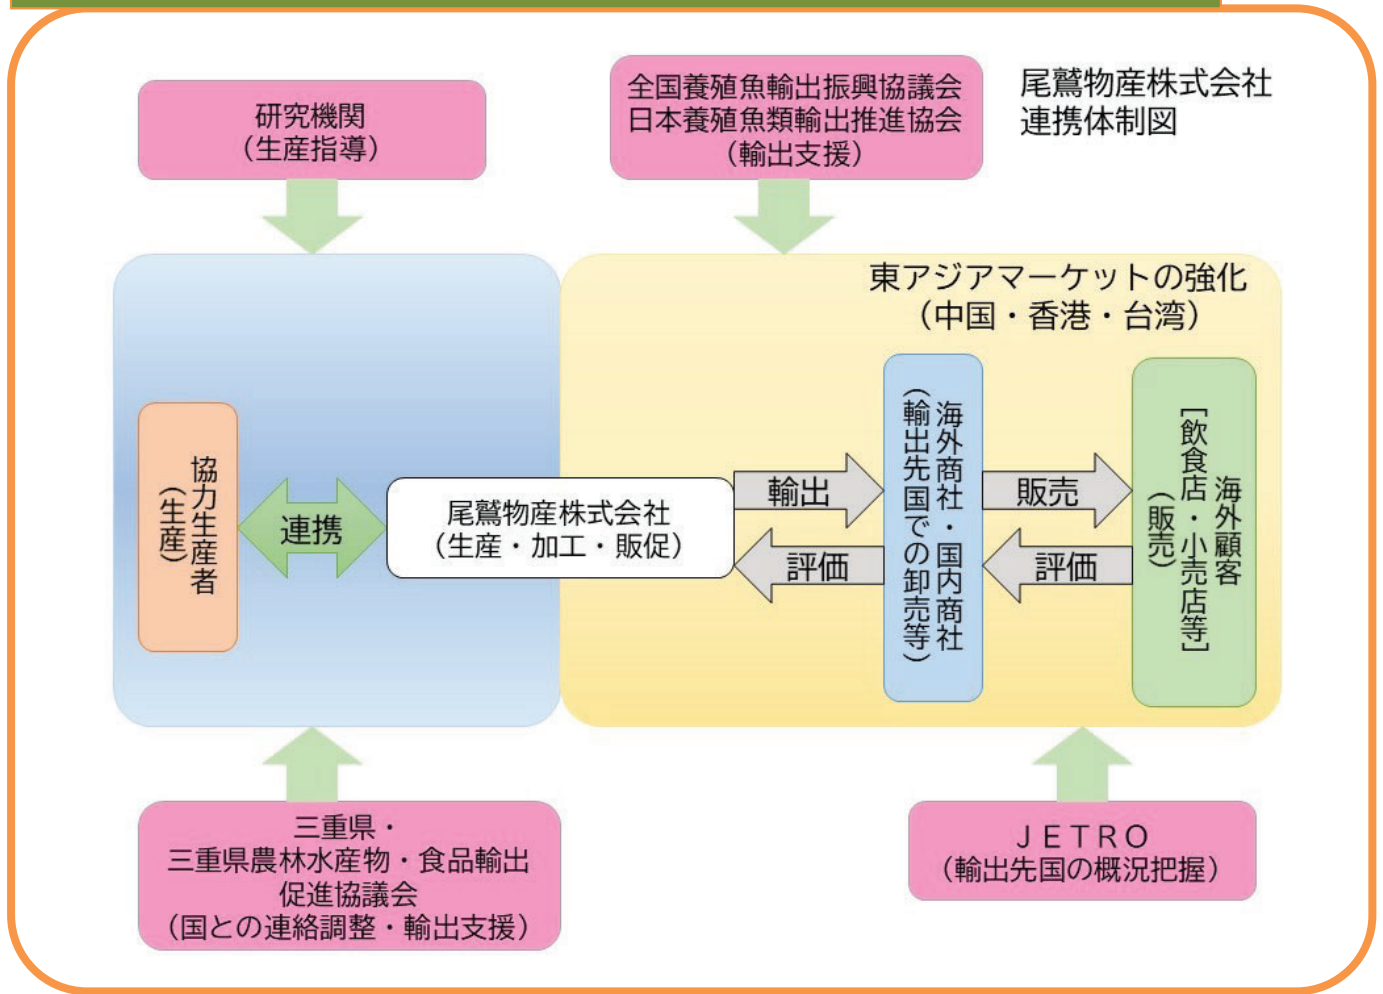 研究機関
（生産指導）
全国養殖魚輸出振興協議会
日本養殖魚類輸出推進協会
（輸出支援）
尾鷲物産株式会社
連携体制図
東アジアマーケットの強化
（中国・香港・台湾）
協力生産者
（生産）
連携
尾鷲物産株式会社
（生産・加工・販促）
輸出
評価
海外商社・国内商社
（輸出先国での卸売等）
販売
評価
海外顧客
［飲食店・小売店等］
（販売）
三重県・
三重県農林水産物・食品輸出
促進協議会
（国との連絡調整・輸出支援）
ＪＥＴＲＯ
（輸出先国の概況把握）